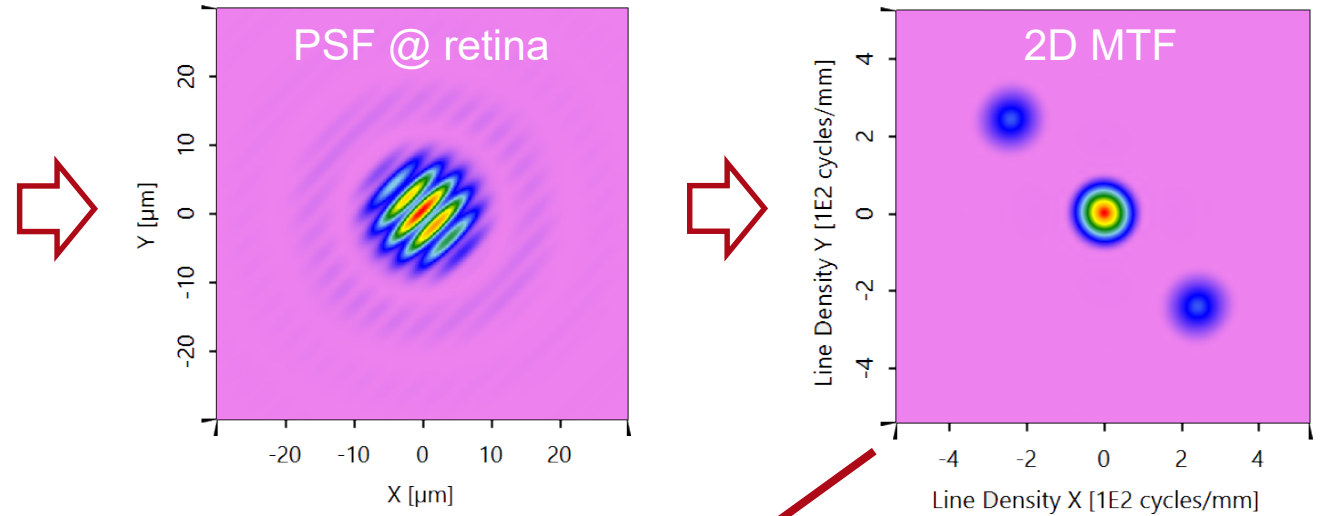 PSF @ retina
20
10
0
-10
-20
Y [µm]
-20 -10 0 10 20
X [µm]
2D MTF
4
2
0
-2
-4
Line Density Y [1E2 cycles/mm]
-4 -2 0 2 4
Line Density X [1E2 cycles/mm]